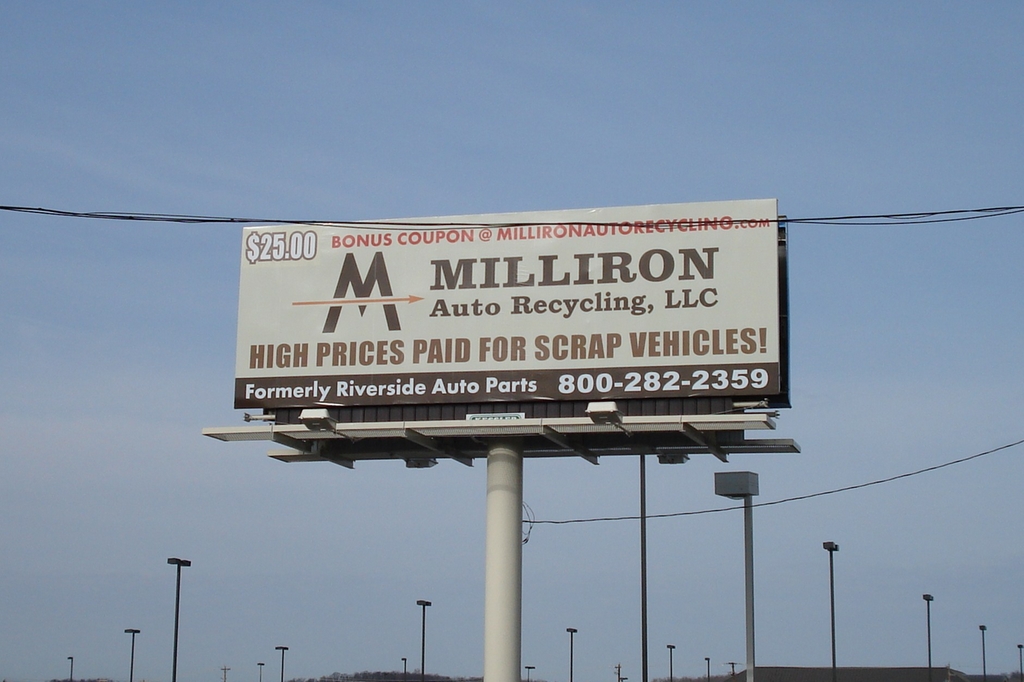 $25.00 BONUS COUPON @ MILLIRONAUTORECYCLING.COM
M MILLIRON
Auto Recycling, LLC
HIGH PRICES PAID FOR SCRAP VEHICLES!
Formerly Riverside Auto Parts 800-282-2359
KESSLER